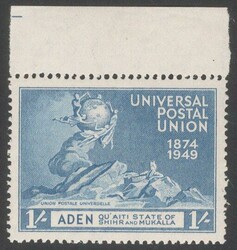 UNIVERSAL
POSTAL
UNION
1874
1949
UNION POSTALE UNIVERSELLE
1/- ADEN QU'AITI STATE OF
SHIHR AND MUKALLA 1/-